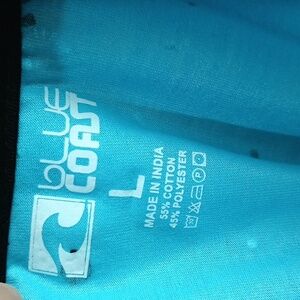 blue
COAST
L
MADE IN INDIA
55% COTTON
45% POLYESTER
P